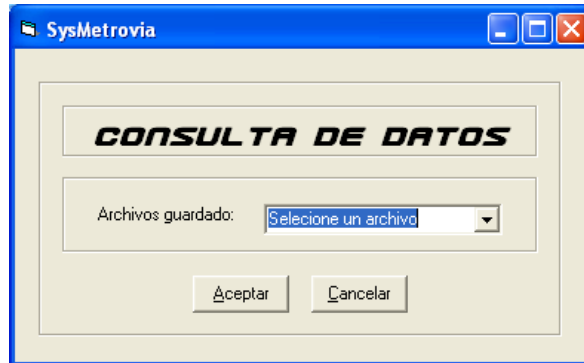 SysMetrovia
CONSULTA DE DATOS
Archivos guardado: Selecione un archivo
Aceptar Cancelar